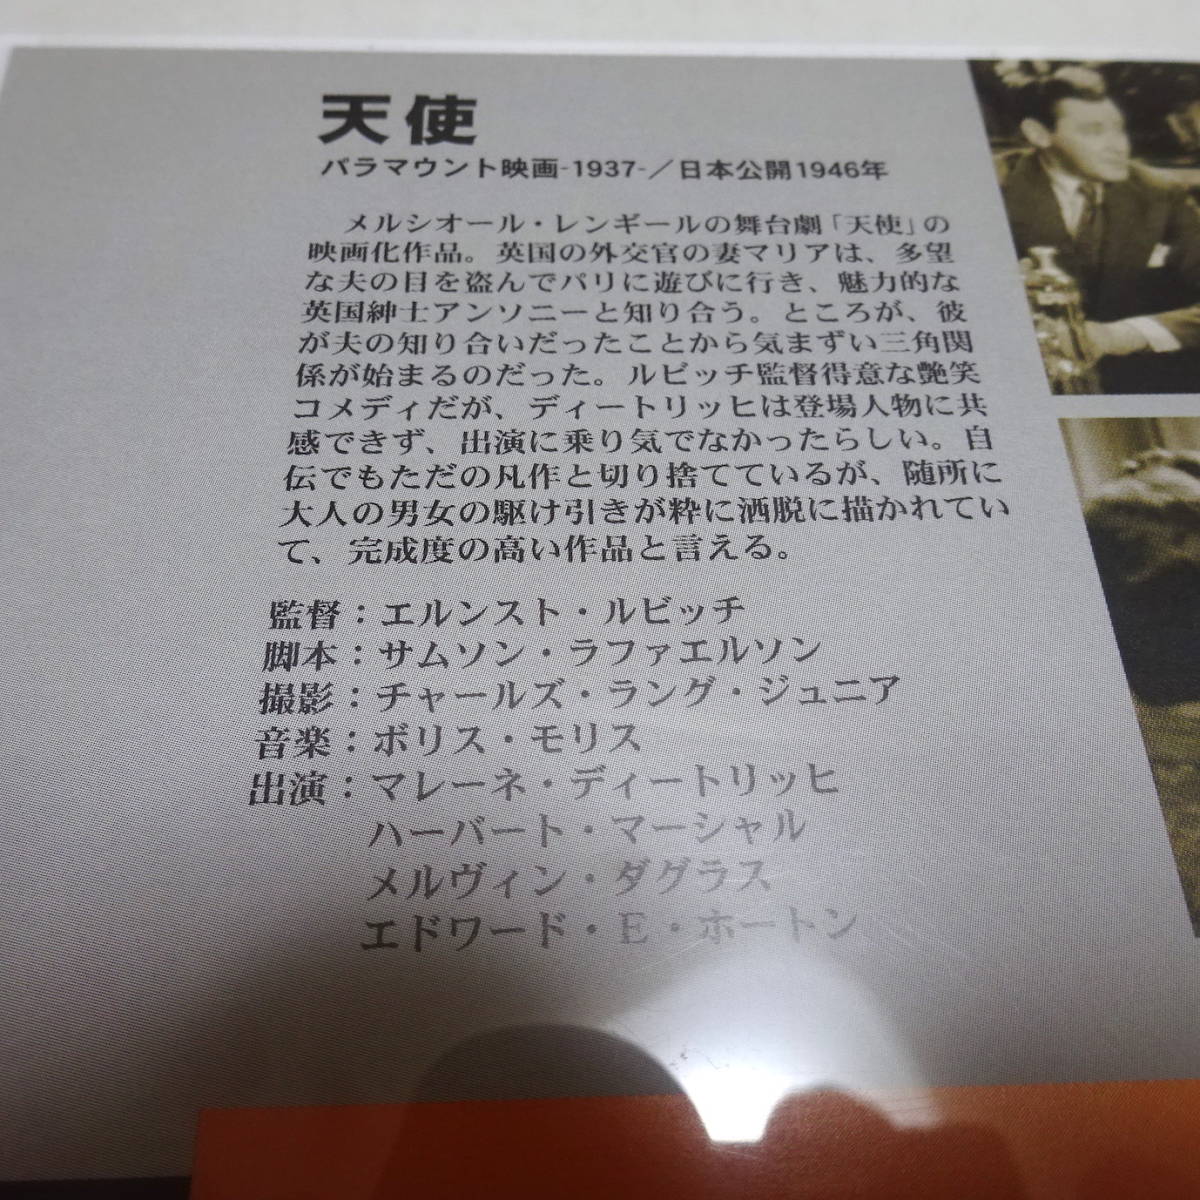 天使
パラマウント映画-1937-／日本公開1946年
メルシオール・レンギールの舞台劇「天使」の
映画化作品。英国の外交官の妻マリアは、多望
な夫の目を盗んでパリに遊びに行き、魅力的な
英国紳士アンソニーと知り合う。ところが、彼
が夫の知り合いだったことから気まずい三角関
係が始まるのだった。ルビッチ監督得意な艶笑
コメディだが、ディートリッヒは登場人物に共
感できず、出演に乗り気でなかったらしい。自
伝でもただの凡作と切り捨てているが、随所に
大人の男女の駆け引きが粋に洒脱に描かれてい
て、完成度の高い作品と言える。
監督：エルンスト・ルビッチ
脚本：サムソン・ラファエルソン
撮影：チャールズ・ラング・ジュニア
音楽：ボリス・モリス
出演：マレーネ・ディートリッヒ
ハーバート・マーシャル
メルヴィン・ダグラス
エドワード・E・ホートン